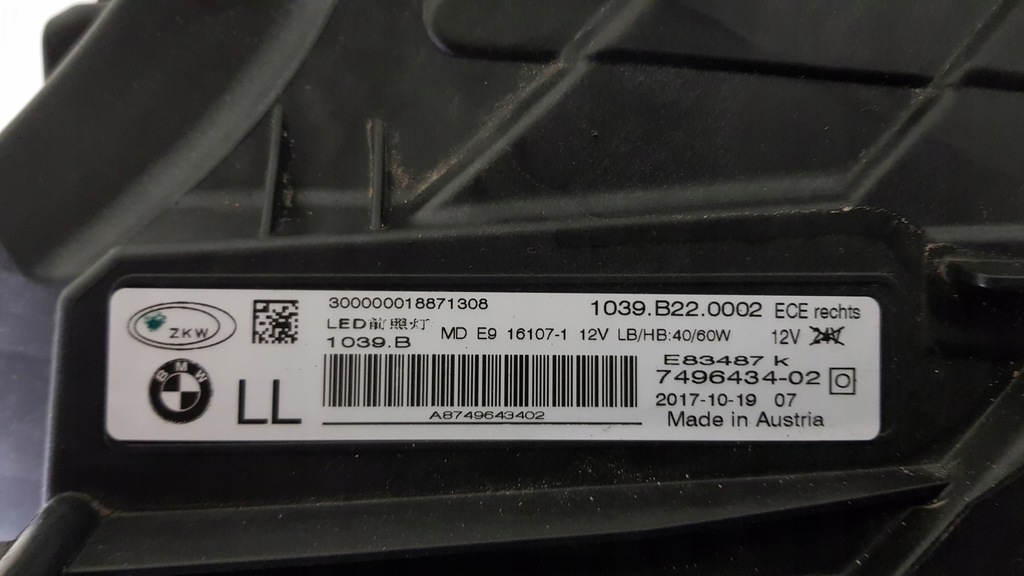 ZKW
BMW
LL
300000018871308
LED前照灯
1039.B
MD E9 16107-1 12V LB/HB:40/60W
A8749643402
1039.B22.0002 ECE rechts
12V 24V
E83487 K
7496434-02
2017-10-19 07
Made in Austria